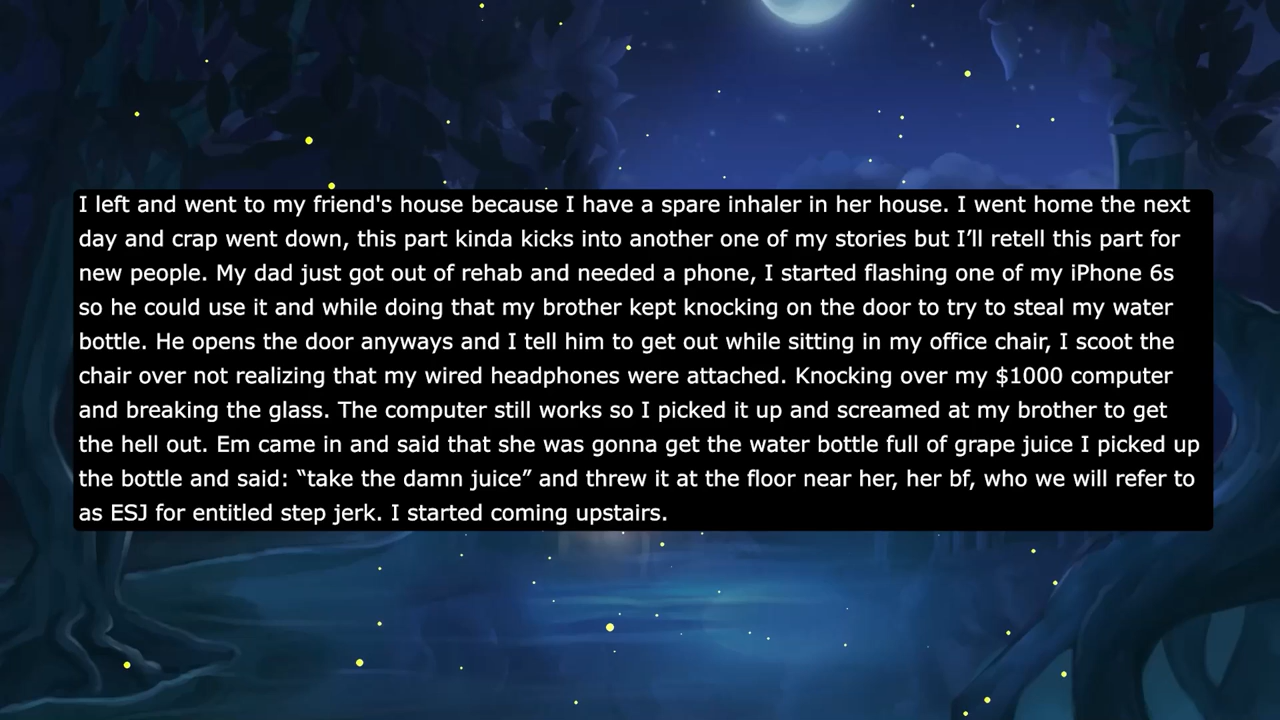 I left and went to my friend's house because I have a spare inhaler in her house. I went home the next
day and crap went down, this part kinda kicks into another one of my stories but I’ll retell this part for
new people. My dad just got out of rehab and needed a phone, I started flashing one of my iPhone 6s
so he could use it and while doing that my brother kept knocking on the door to try to steal my water
bottle. He opens the door anyways and I tell him to get out while sitting in my office chair, I scoot the
chair over not realizing that my wired headphones were attached. Knocking over my $1000 computer
and breaking the glass. The computer still works so I picked it up and screamed at my brother to get
the hell out. Em came in and said that she was gonna get the water bottle full of grape juice I picked up
the bottle and said: “take the damn juice” and threw it at the floor near her, her bf, who we will refer to
as ESJ for entitled step jerk. I started coming upstairs.